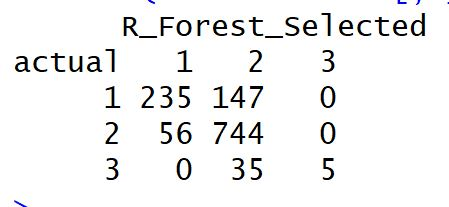 R_Forest_Selected
actual 1 2 3
1 235 147 0
2 56 744 0
3 0 35 5
>